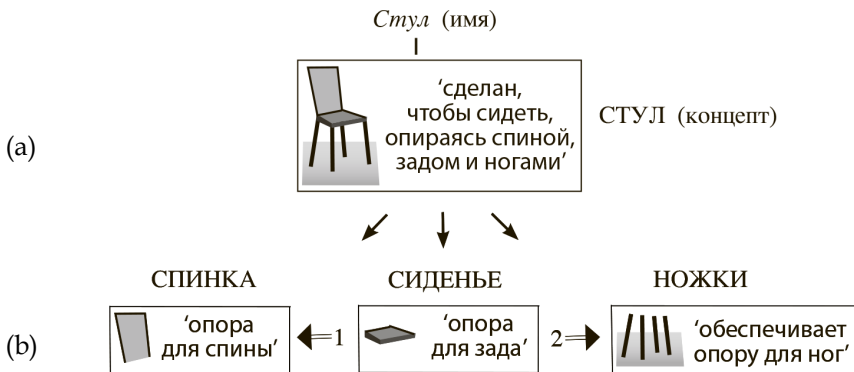 Стул (имя)
‘сделан,
чтобы сидеть,
опираясь спиной,
задом и ногами’
СТУЛ (концепт)
(a)
СПИНКА
СИДЕНЬЕ
НОЖКИ
(b)
‘опора
для спины’
1
‘опора
для зада’
2
‘обеспечивает
опору для ног’